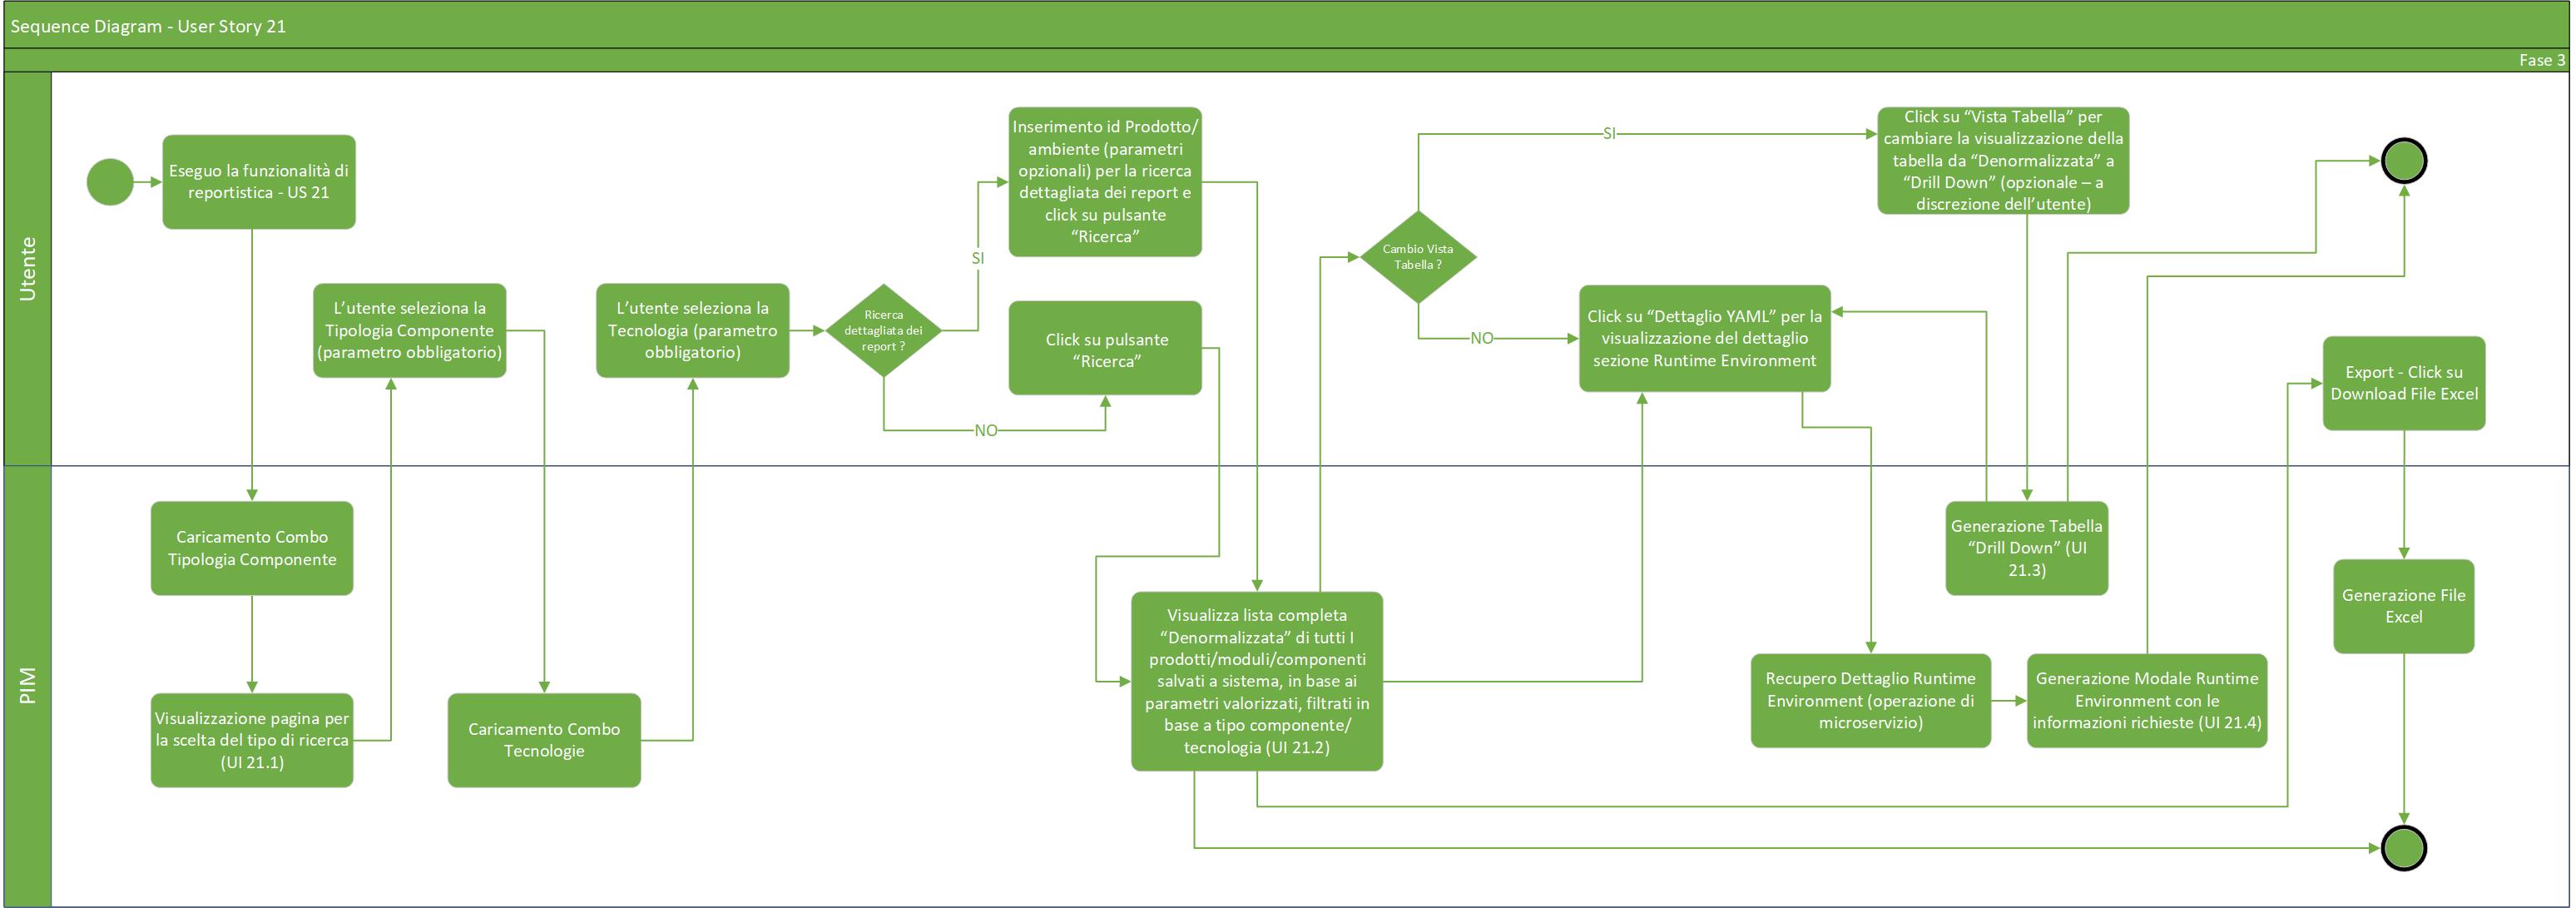 Sequence Diagram - User Story 21
Fase 3
Utente
Eseguo la funzionalità di
reportistica - US 21
L’utente seleziona la
Tipologia Componente
(parametro obbligatorio)
L’utente seleziona la
Tecnologia (parametro
obbligatorio)
Ricerca
dettagliata dei
report ?
SI
NO
Inserimento id Prodotto/
ambiente (parametri
opzionali) per la ricerca
dettagliata dei report e
click su pulsante
“Ricerca”
Click su pulsante
“Ricerca”
Cambio Vista
Tabella ?
SI
NO
Click su “Vista Tabella” per
cambiare la visualizzazione della
tabella da “Denormalizzata” a
“Drill Down” (opzionale – a
discrezione dell’utente)
Click su “Dettaglio YAML” per la
visualizzazione del dettaglio
sezione Runtime Environment
Export - Click su
Download File Excel
PIM
Caricamento Combo
Tipologia Componente
Visualizzazione pagina per
la scelta del tipo di ricerca
(UI 21.1)
Caricamento Combo
Tecnologie
Visualizza lista completa
“Denormalizzata” di tutti I
prodotti/moduli/componenti
salvati a sistema, in base ai
parametri valorizzati, filtrati in
base a tipo componente/
tecnologia (UI 21.2)
Generazione Tabella
“Drill Down” (UI
21.3)
Recupero Dettaglio Runtime
Environment (operazione di
microservizio)
Generazione Modale Runtime
Environment con le
informazioni richieste (UI 21.4)
Generazione File
Excel